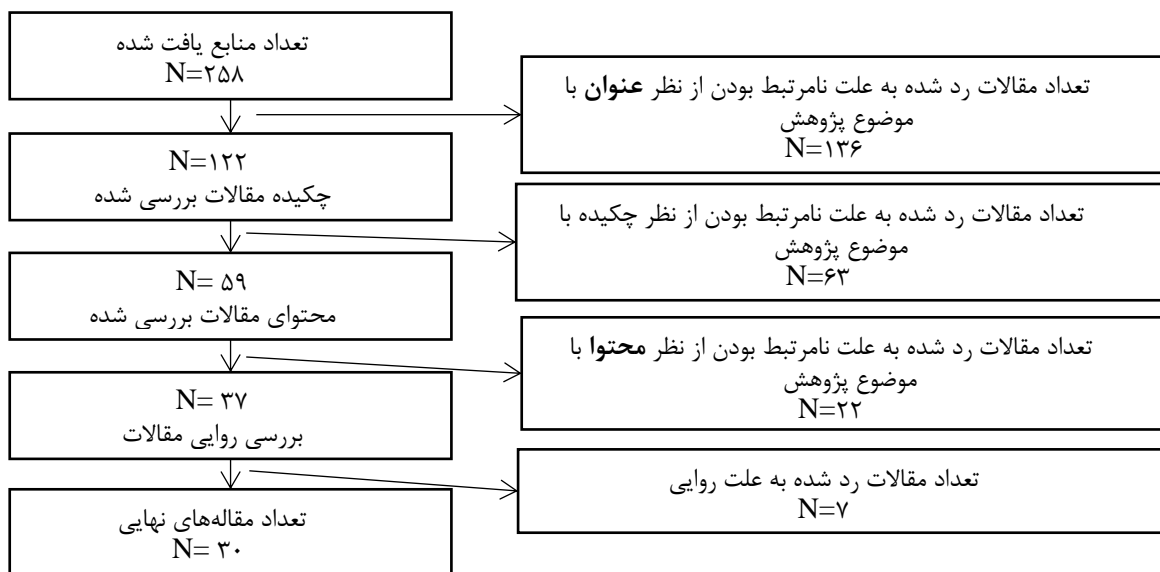 تعداد منابع یافت شده
N=۲۵۸
تعداد مقالات رد شده به علت نامرتبط بودن از نظر عنوان با
موضوع پژوهش
N=۱۳۶
N=۱۲۲
چکیده مقالات بررسی شده
تعداد مقالات رد شده به علت نامرتبط بودن از نظر چکیده با
موضوع پژوهش
N=۶۳
N= ۵۹
محتوای مقالات بررسی شده
تعداد مقالات رد شده به علت نامرتبط بودن از نظر محتوا با
موضوع پژوهش
N=۲۲
N= ۳۷
بررسی روایی مقالات
تعداد مقالات رد شده به علت روایی
N=۷
تعداد مقاله‌های نهایی
N= ۳۰